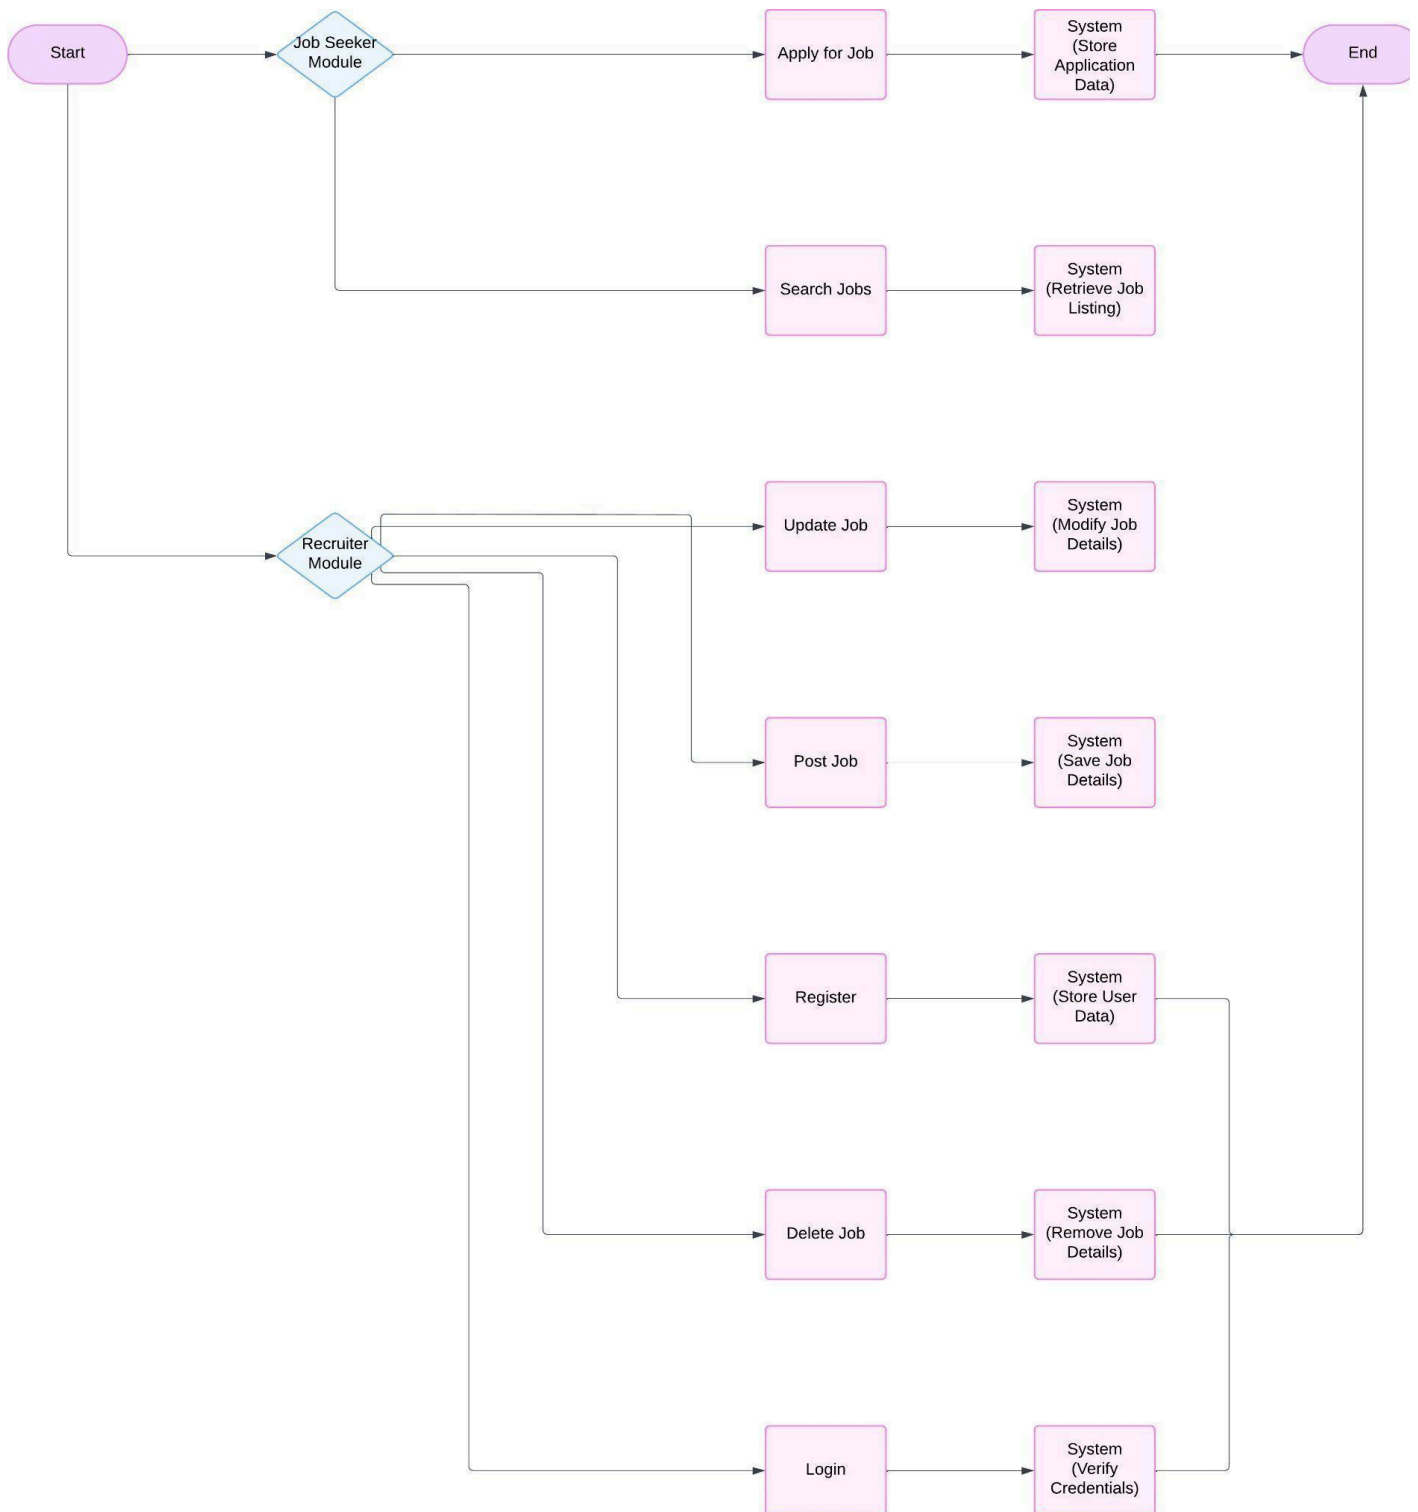 Start
Job Seeker
Module
Apply for Job
System
(Store
Application
Data)
End
Search Jobs
System
(Retrieve Job
Listing)
Update Job
System
(Modify Job
Details)
Recruiter
Module
Post Job
System
(Save Job
Details)
Register
System
(Store User
Data)
Delete Job
System
(Remove Job
Details)
Login
System
(Verify
Credentials)